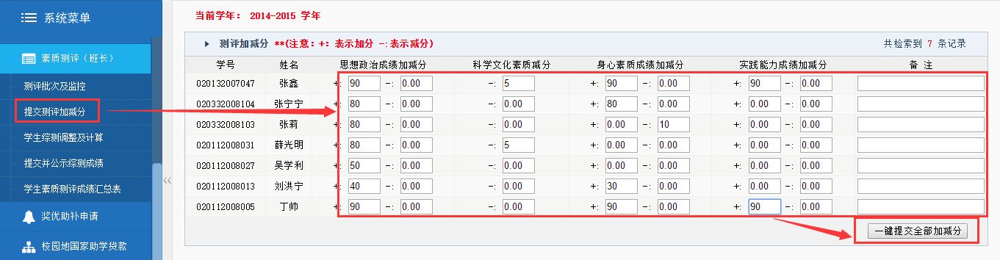 系统菜单
素质测评（班长）
测评批次及监控
提交测评加减分
学生综测调整及计算
提交并公示综测成绩
学生素质测评成绩汇总表
奖优助补申请
校园地国家助学贷款
当前学年： 2014-2015 学年
测评加减分 **(注意：+: 表示加分 -:表示减分) 共检索到 7 条记录
学号 姓名 思想政治成绩加减分 科学文化素质减分 身心素质成绩加减分 实践能力成绩加减分 备 注
020132007047 张鑫 +: 90 -: 0.00 -: 5 +: 90 -: 0.00 +: 90 -: 0.00
020332008104 张宁宁 +: 80 -: 0.00 -: 0.00 +: 80 -: 0.00 +: 0.00 -: 0.00
020332008103 张莉 +: 80 -: 0.00 -: 0.00 +: 0.00 -: 10 +: 0.00 -: 0.00
020112008031 薛光明 +: 80 -: 0.00 -: 5 +: 0.00 -: 0.00 +: 0.00 -: 0.00
020112008027 吴学利 +: 50 -: 0.00 -: 0.00 +: 0.00 -: 0.00 +: 0.00 -: 0.00
020112008013 刘洪宁 +: 40 -: 0.00 -: 0.00 +: 30 -: 0.00 +: 0.00 -: 0.00
020112008005 丁帅 +: 90 -: 0.00 -: 0.00 +: 90 -: 0.00 +: 90 -: 0.00
一键提交全部加减分